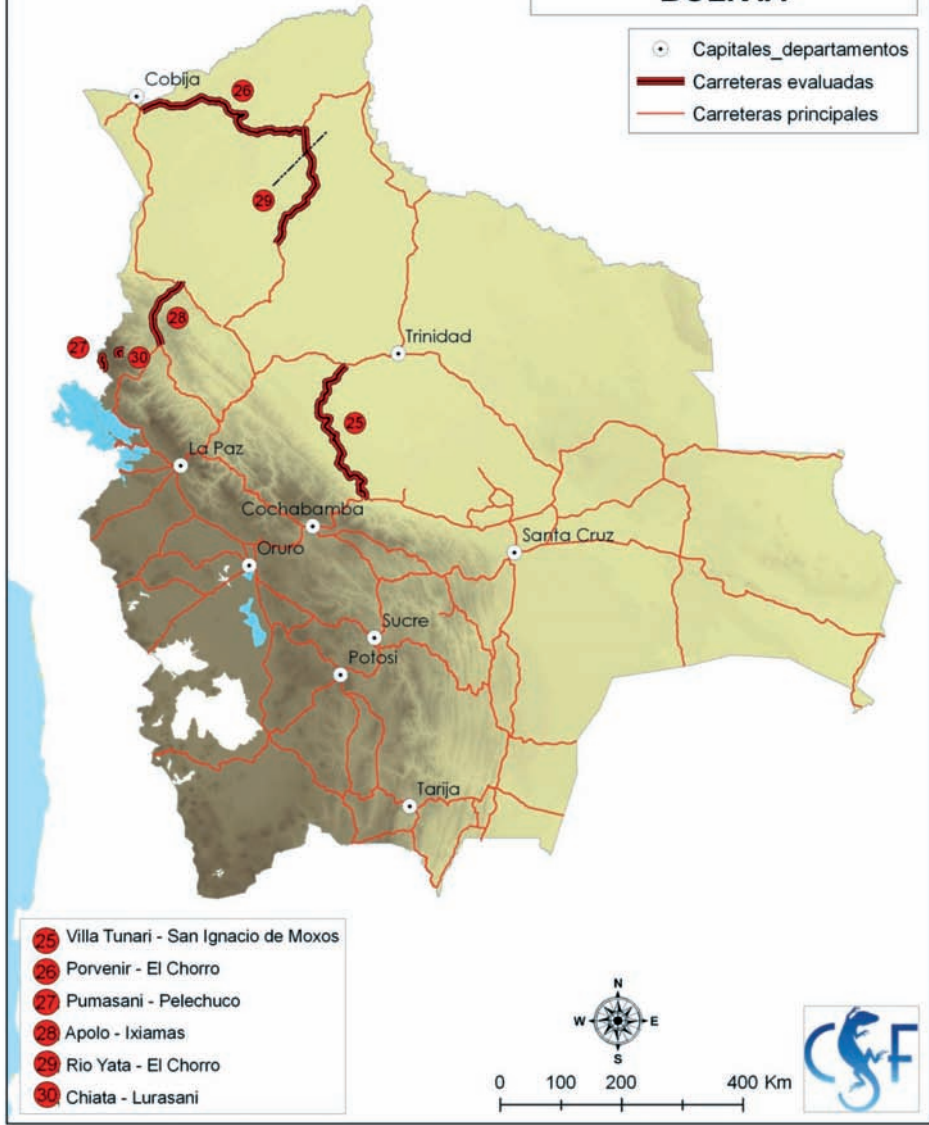 Capitales_departamentos
Carreteras evaluadas
Carreteras principales
Cobija
26
29
28
27
30
Trinidad
25
La Paz
Cochabamba
Oruro
Santa Cruz
Sucre
Potosi
Tarija
25 Villa Tunari - San Ignacio de Moxos
26 Porvenir - El Chorro
27 Pumasani - Pelechuco
28 Apolo - Ixiamas
29 Rio Yata - El Chorro
30 Chiata - Lurasani
N
W E
S
0 100 200 400 Km
CSF